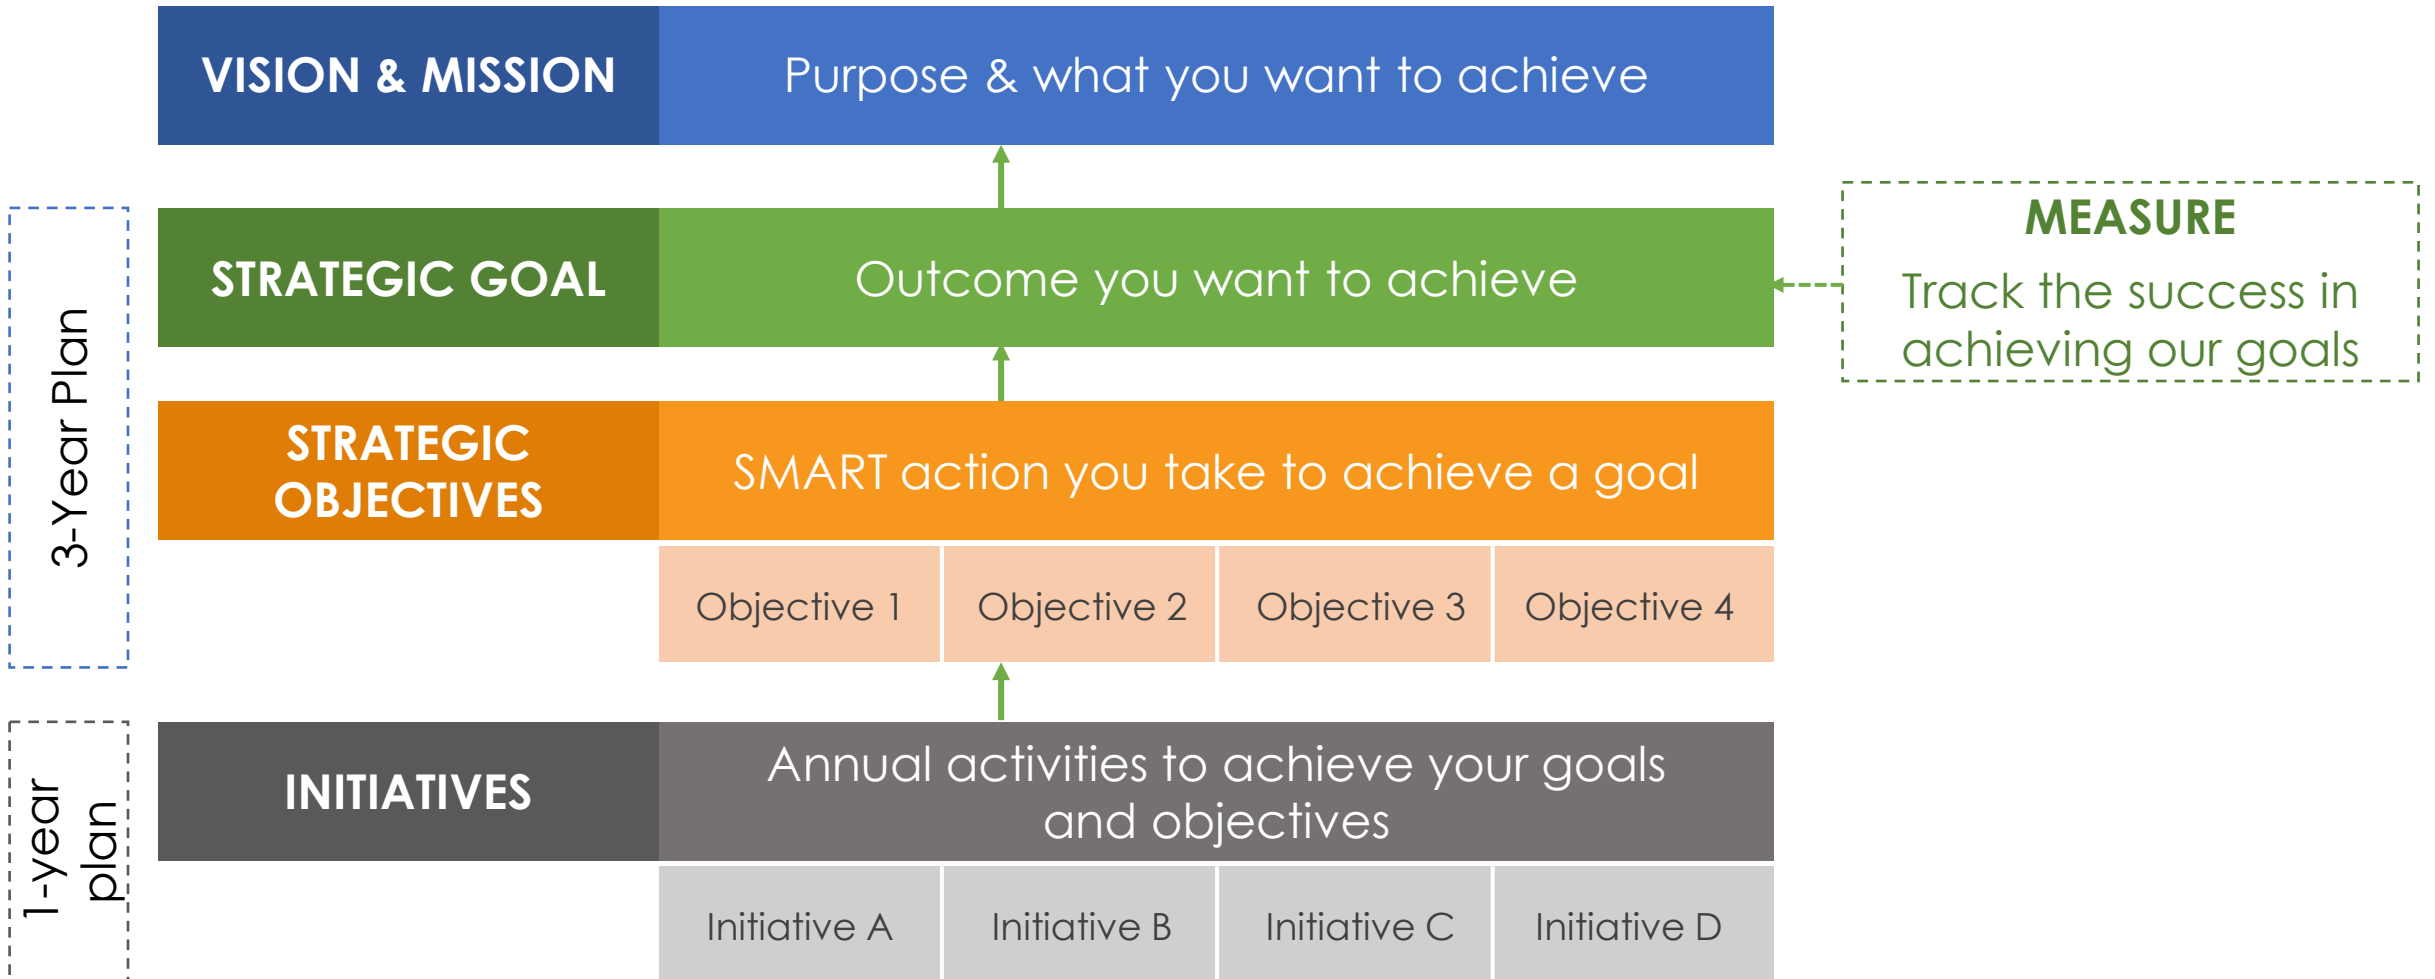 VISION & MISSION
Purpose & what you want to achieve
3-Year Plan
STRATEGIC GOAL
Outcome you want to achieve
MEASURE
Track the success in
achieving our goals
STRATEGIC
OBJECTIVES
SMART action you take to achieve a goal
Objective 1
Objective 2
Objective 3
Objective 4
1-year
plan
INITIATIVES
Annual activities to achieve your goals
and objectives
Initiative A
Initiative B
Initiative C
Initiative D